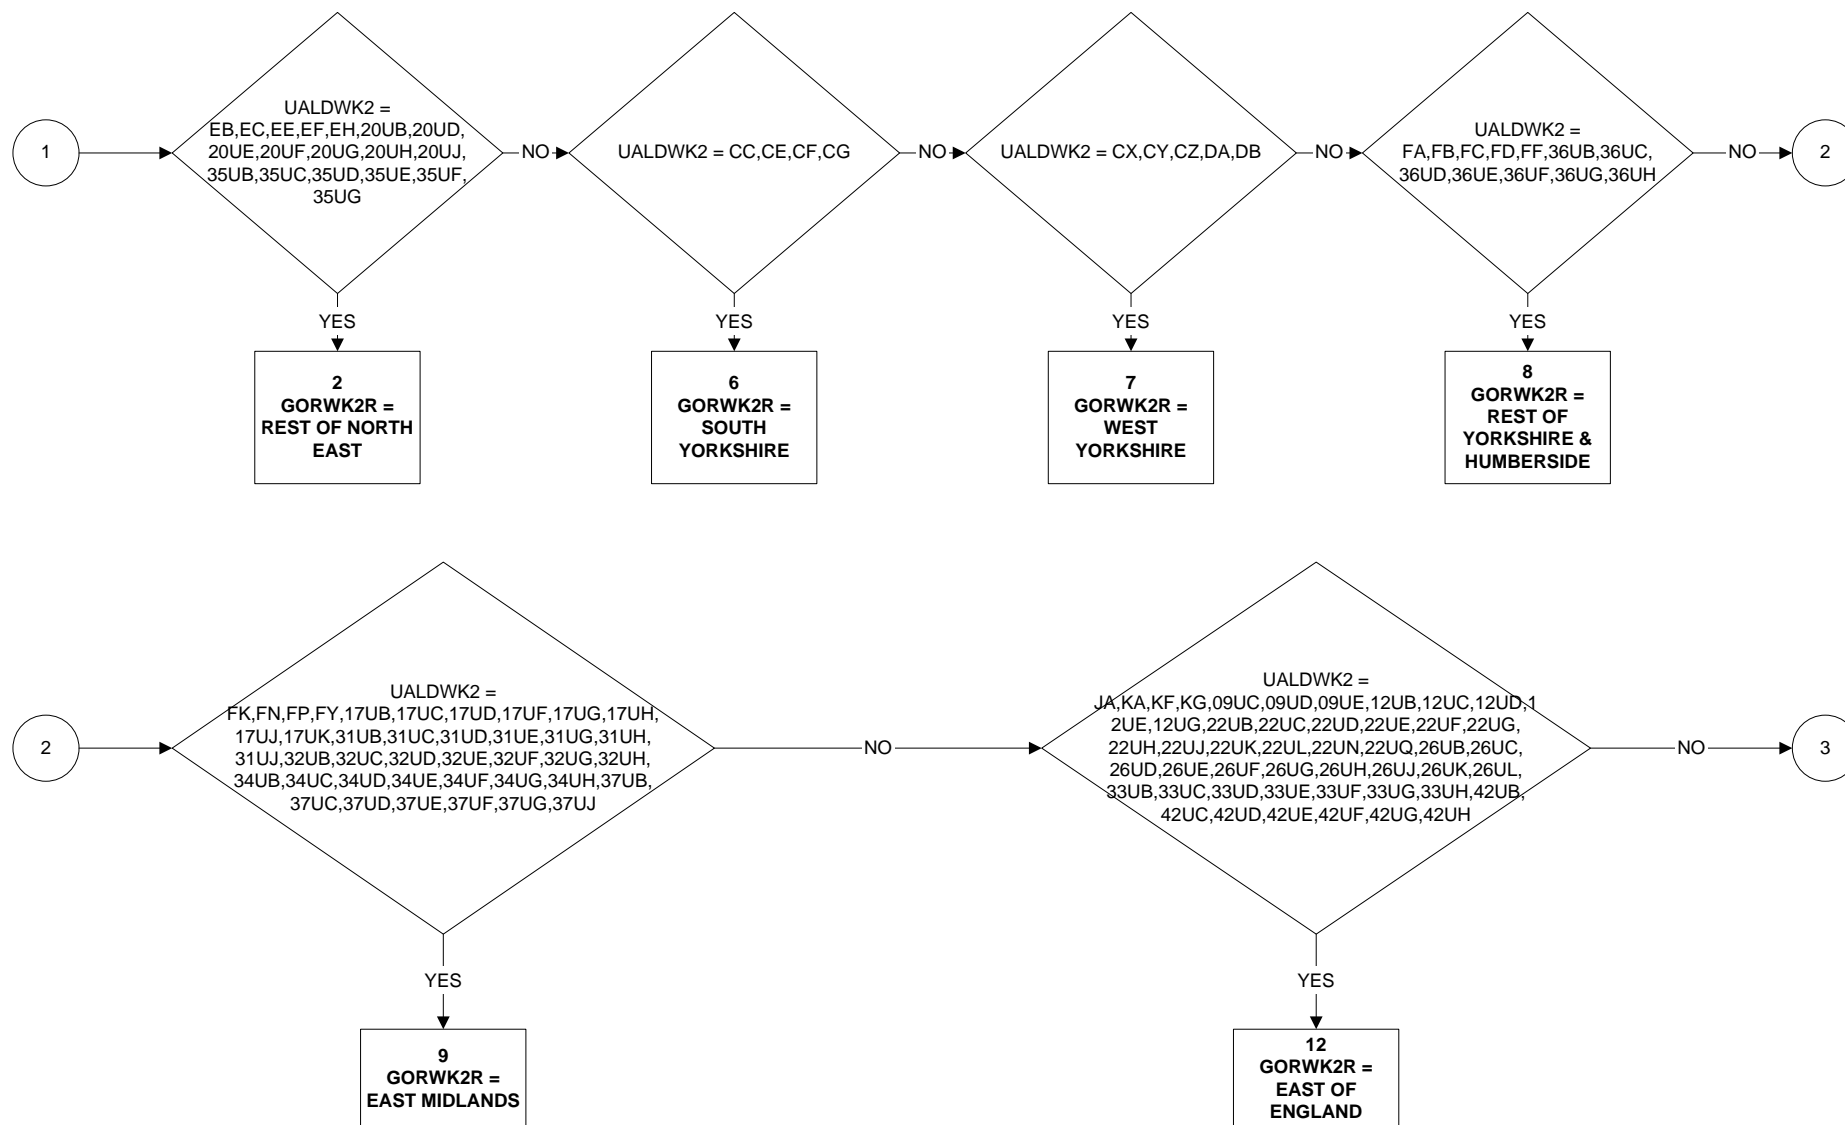 1
UALDWK2 =
EB,EC,EE,EF,EH,20UB,20UD,
20UE,20UF,20UG,20UH,20UJ,
35UB,35UC,35UD,35UE,35UF,
35UG
NO
UALDWK2 = CC,CE,CF,CG
NO
UALDWK2 = CX,CY,CZ,DA,DB
NO
UALDWK2 =
FA,FB,FC,FD,FF,36UB,36UC,
36UD,36UE,36UF,36UG,36UH
NO
2
YES
YES
YES
YES
2
GORWK2R =
REST OF NORTH
EAST
6
GORWK2R =
SOUTH
YORKSHIRE
7
GORWK2R =
WEST
YORKSHIRE
8
GORWK2R =
REST OF
YORKSHIRE &
HUMBERSIDE
2
UALDWK2 =
FK,FN,FP,FY,17UB,17UC,17UD,17UF,17UG,17UH,
17UJ,17UK,31UB,31UC,31UD,31UE,31UG,31UH,
31UJ,32UB,32UC,32UD,32UE,32UF,32UG,32UH,
34UB,34UC,34UD,34UE,34UF,34UG,34UH,37UB,
37UC,37UD,37UE,37UF,37UG,37UJ
NO
UALDWK2 =
JA,KA,KF,KG,09UC,09UD,09UE,12UB,12UC,12UD,1
2UE,12UG,22UB,22UC,22UD,22UE,22UF,22UG,
22UH,22UJ,22UK,22UL,22UN,22UQ,26UB,26UC,
26UD,26UE,26UF,26UG,26UH,26UJ,26UK,26UL,
33UB,33UC,33UD,33UE,33UF,33UG,33UH,42UB,
42UC,42UD,42UE,42UF,42UG,42UH
NO
3
YES
YES
9
GORWK2R =
EAST MIDLANDS
12
GORWK2R =
EAST OF
ENGLAND